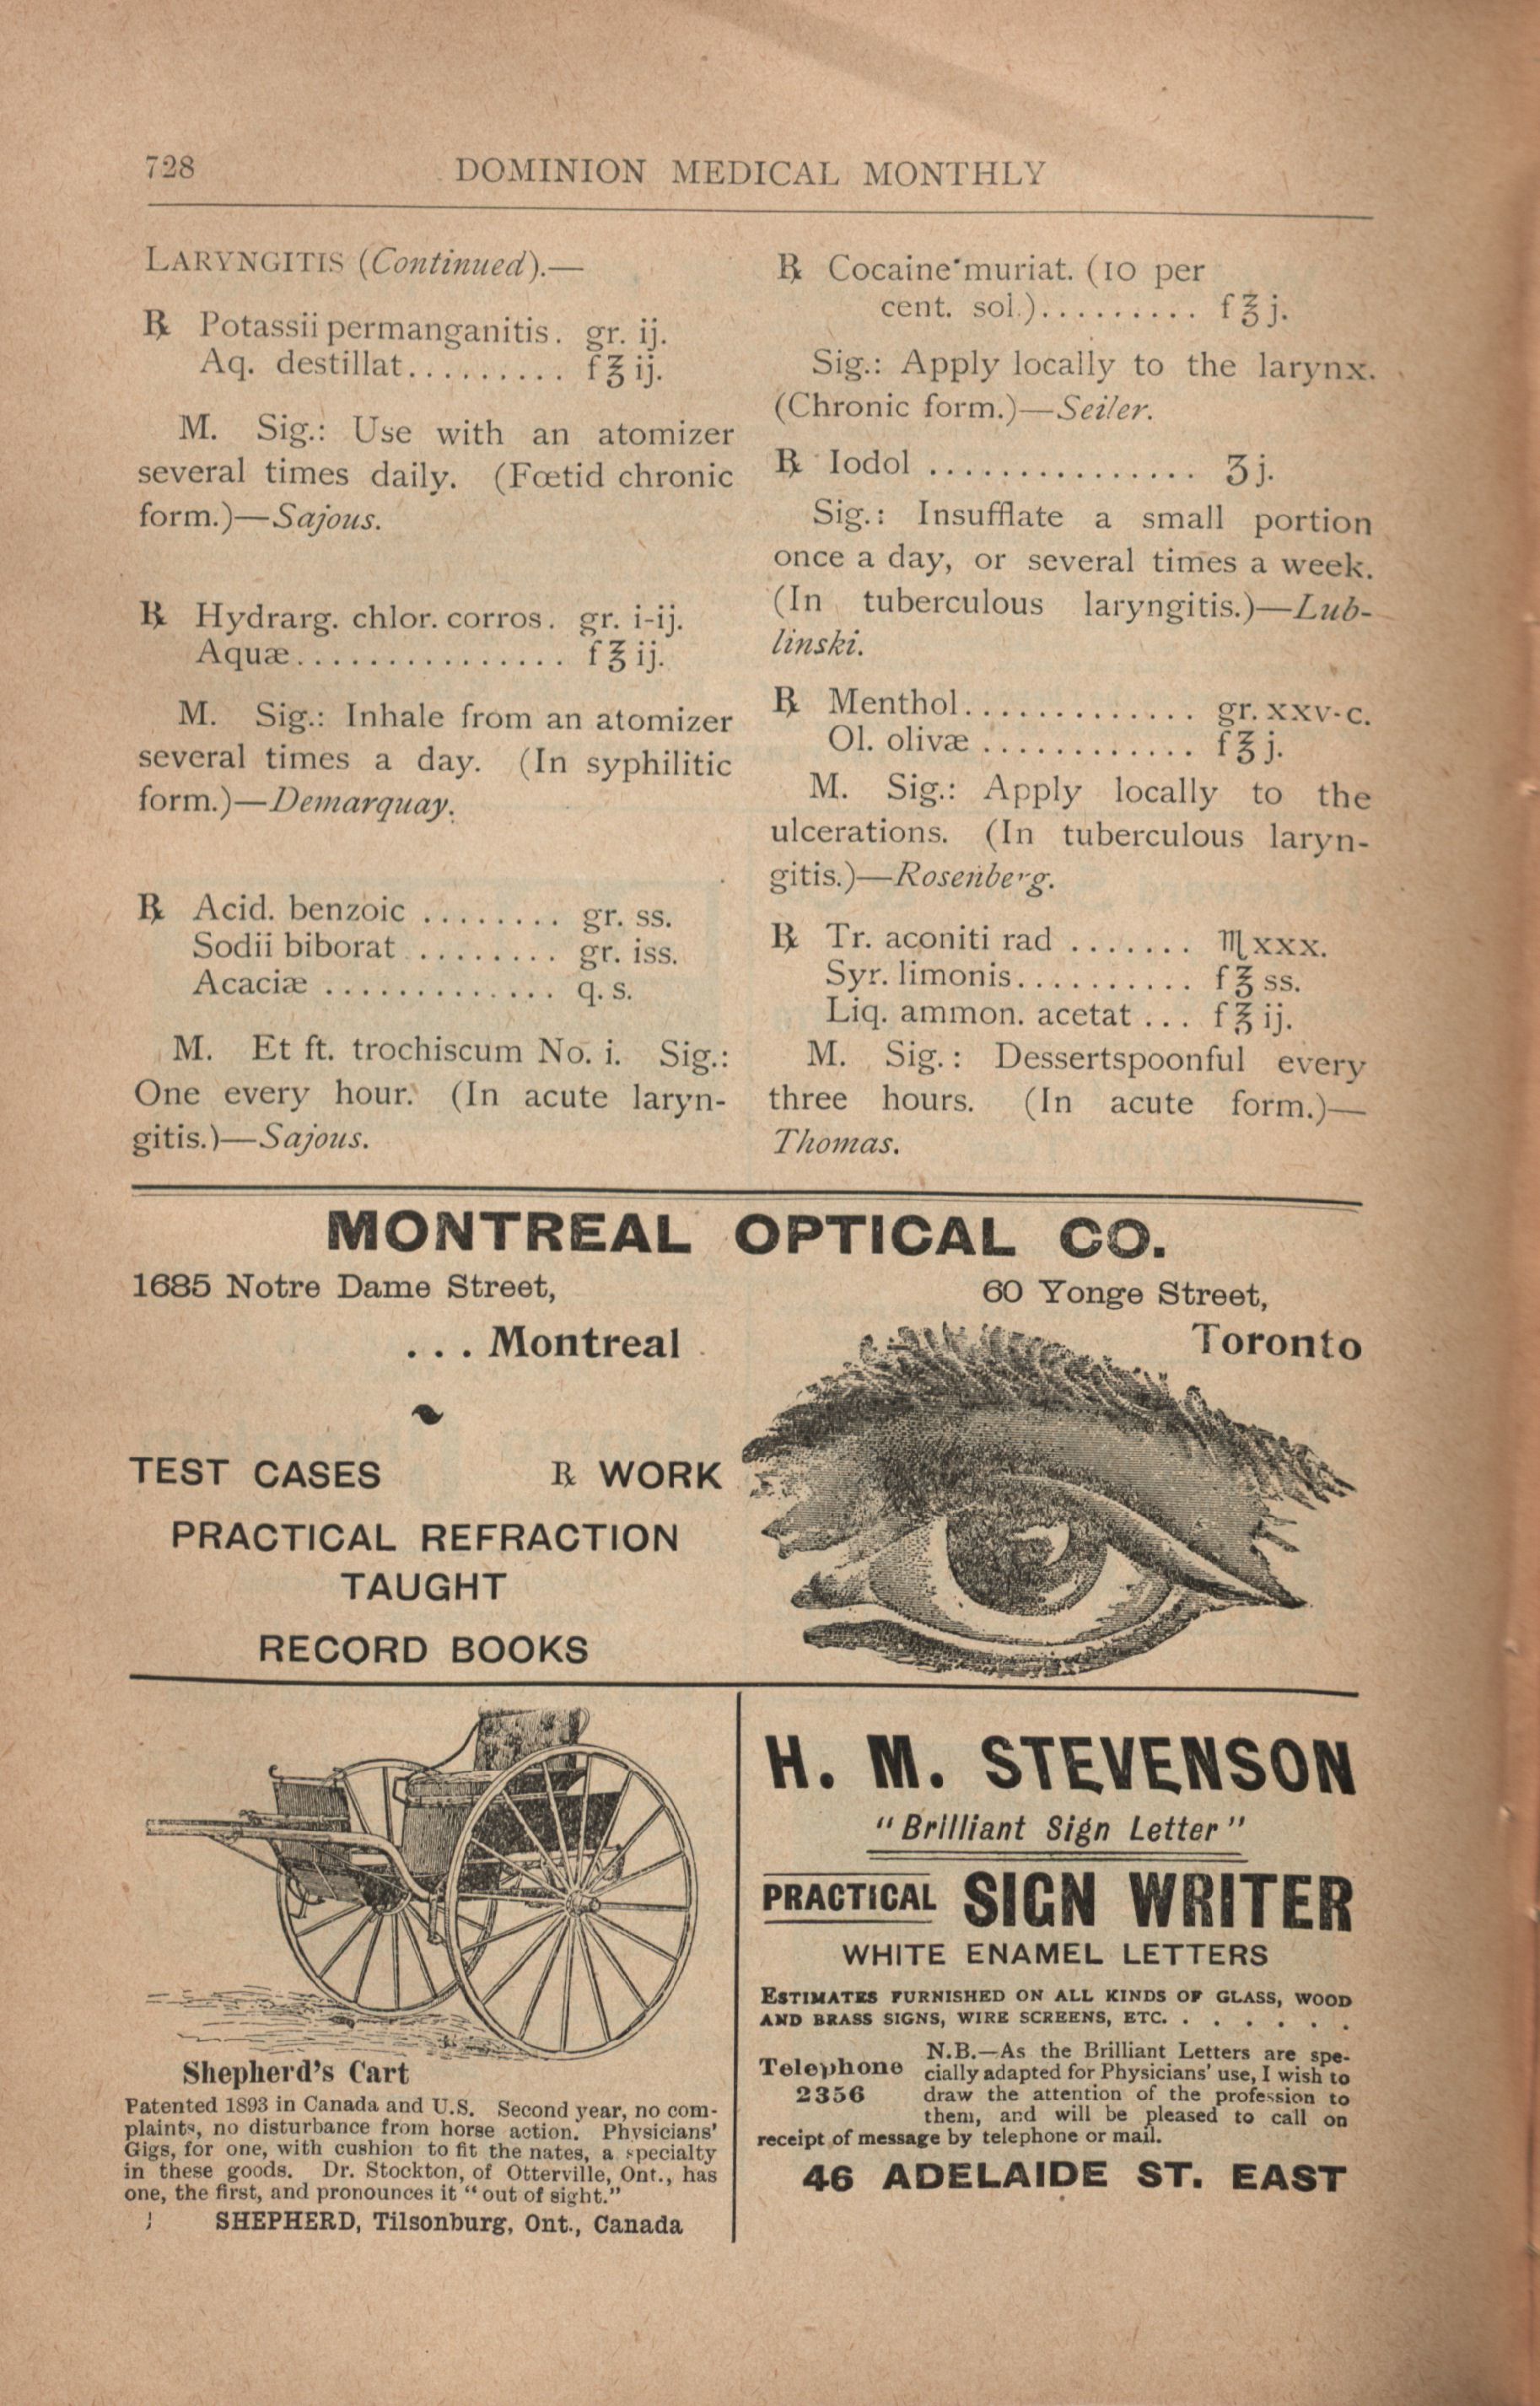 728
DOMINION MEDICAL MONTHLY
LARYNGITIS (Continued).—
℞ Potassii permanganitis. gr. ij.
Aq. destillat......... f℥ij.
M. Sig.: Use with an atomizer
several times daily. (Fœtid chronic
form.)—Sajous.
℞ Hydrarg. chlor. corros. gr. i-ij.
Aquæ............... f℥ij.
M. Sig.: Inhale from an atomizer
several times a day. (In syphilitic
form.)—Demarquay.
℞ Acid. benzoic ........ gr. ss.
Sodii biborat ........ gr. iss.
Acaciæ ............. q. s.
M. Et ft. trochiscum No. i. Sig.:
One every hour. (In acute laryn-
gitis.)—Sajous.
℞ Cocaine muriat. (10 per
cent. sol.)......... f℥j.
Sig.: Apply locally to the larynx.
(Chronic form.)—Seiler.
℞ Iodol ............... ʒj.
Sig.: Insufflate a small portion
once a day, or several times a week.
(In tuberculous laryngitis.)—Lub-
linski.
℞ Menthol............. gr. xxv-c.
Ol. olivæ ............ f℥j.
M. Sig.: Apply locally to the
ulcerations. (In tuberculous laryn-
gitis.)—Rosenberg.
℞ Tr. aconiti rad ....... ♏xxx.
Syr. limonis.......... f℥ss.
Liq. ammon. acetat ... f℥ij.
M. Sig.: Dessertspoonful every
three hours. (In acute form.)—
Thomas.
MONTREAL OPTICAL CO.
1685 Notre Dame Street,
... Montreal
60 Yonge Street,
Toronto
TEST CASES ℞ WORK
PRACTICAL REFRACTION
TAUGHT
RECORD BOOKS
Shepherd's Cart
Patented 1893 in Canada and U.S. Second year, no com-
plaints, no disturbance from horse action. Physicians'
Gigs, for one, with cushion to fit the nates, a specialty
in these goods. Dr. Stockton, of Otterville, Ont., has
one, the first, and pronounces it "out of sight."
SHEPHERD, Tilsonburg, Ont., Canada
H. M. STEVENSON
"Brilliant Sign Letter"
PRACTICAL SIGN WRITER
WHITE ENAMEL LETTERS
ESTIMATES FURNISHED ON ALL KINDS OF GLASS, WOOD
AND BRASS SIGNS, WIRE SCREENS, ETC. . . . . . .
Telephone
2356
N.B.—As the Brilliant Letters are spe-
cially adapted for Physicians' use, I wish to
draw the attention of the profession to
them, and will be pleased to call on
receipt of message by telephone or mail.
46 ADELAIDE ST. EAST